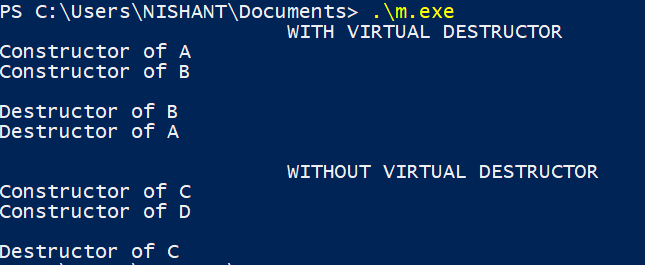 PS C:\Users\NISHANT\Documents> .\m.exe
WITH VIRTUAL DESTRUCTOR
Constructor of A
Constructor of B
Destructor of B
Destructor of A
WITHOUT VIRTUAL DESTRUCTOR
Constructor of C
Constructor of D
Destructor of C